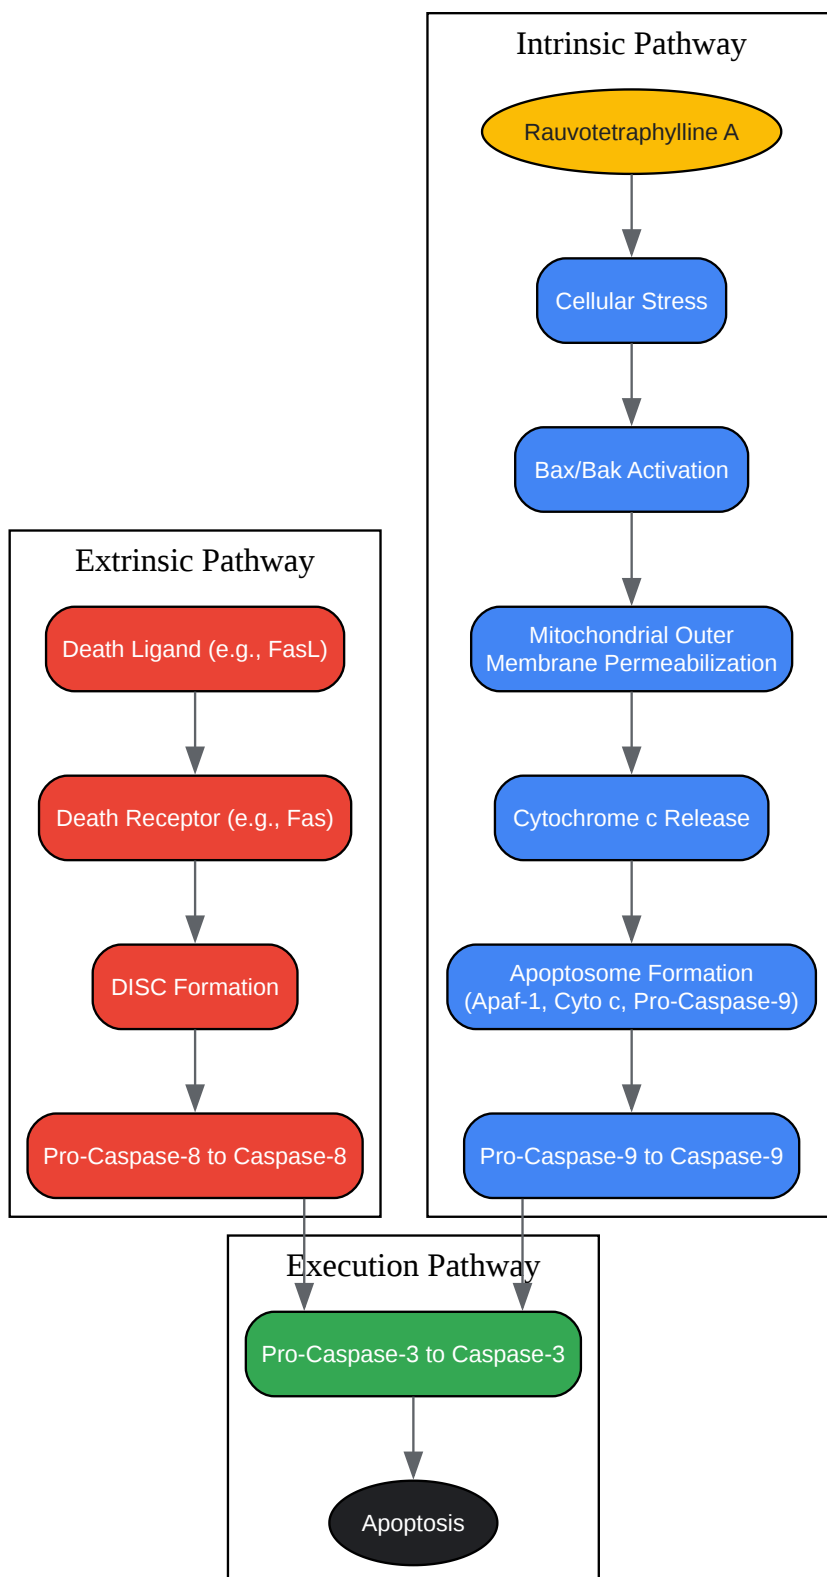 Intrinsic Pathway
Rauvotetraphylline A
Cellular Stress
Bax/Bak Activation
Mitochondrial Outer
Membrane Permeabilization
Cytochrome c Release
Apoptosome Formation
(Apaf-1, Cyto c, Pro-Caspase-9)
Pro-Caspase-9 to Caspase-9
Extrinsic Pathway
Death Ligand (e.g., FasL)
Death Receptor (e.g., Fas)
DISC Formation
Pro-Caspase-8 to Caspase-8
Execution Pathway
Pro-Caspase-3 to Caspase-3
Apoptosis